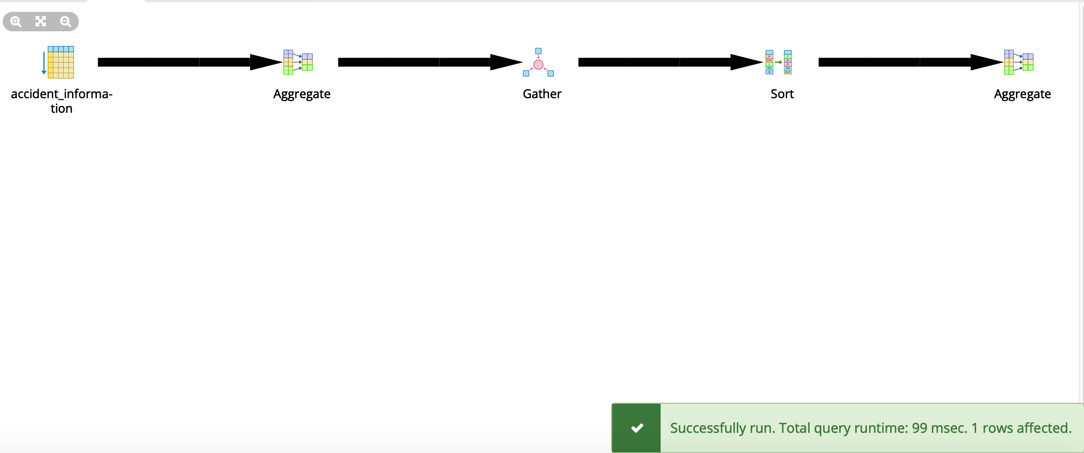 accident_informa-
tion
Aggregate
Gather
Sort
Aggregate
Successfully run. Total query runtime: 99 msec. 1 rows affected.